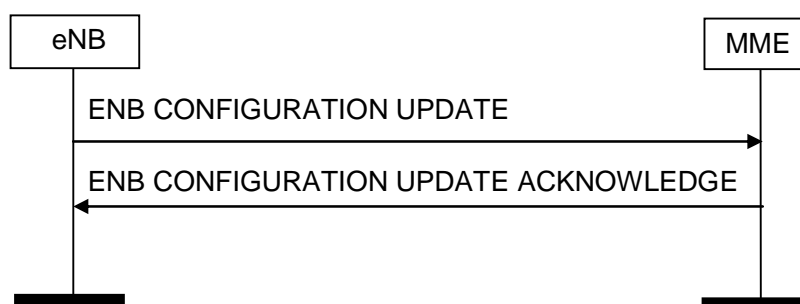 eNB
MME
ENB CONFIGURATION UPDATE
ENB CONFIGURATION UPDATE ACKNOWLEDGE